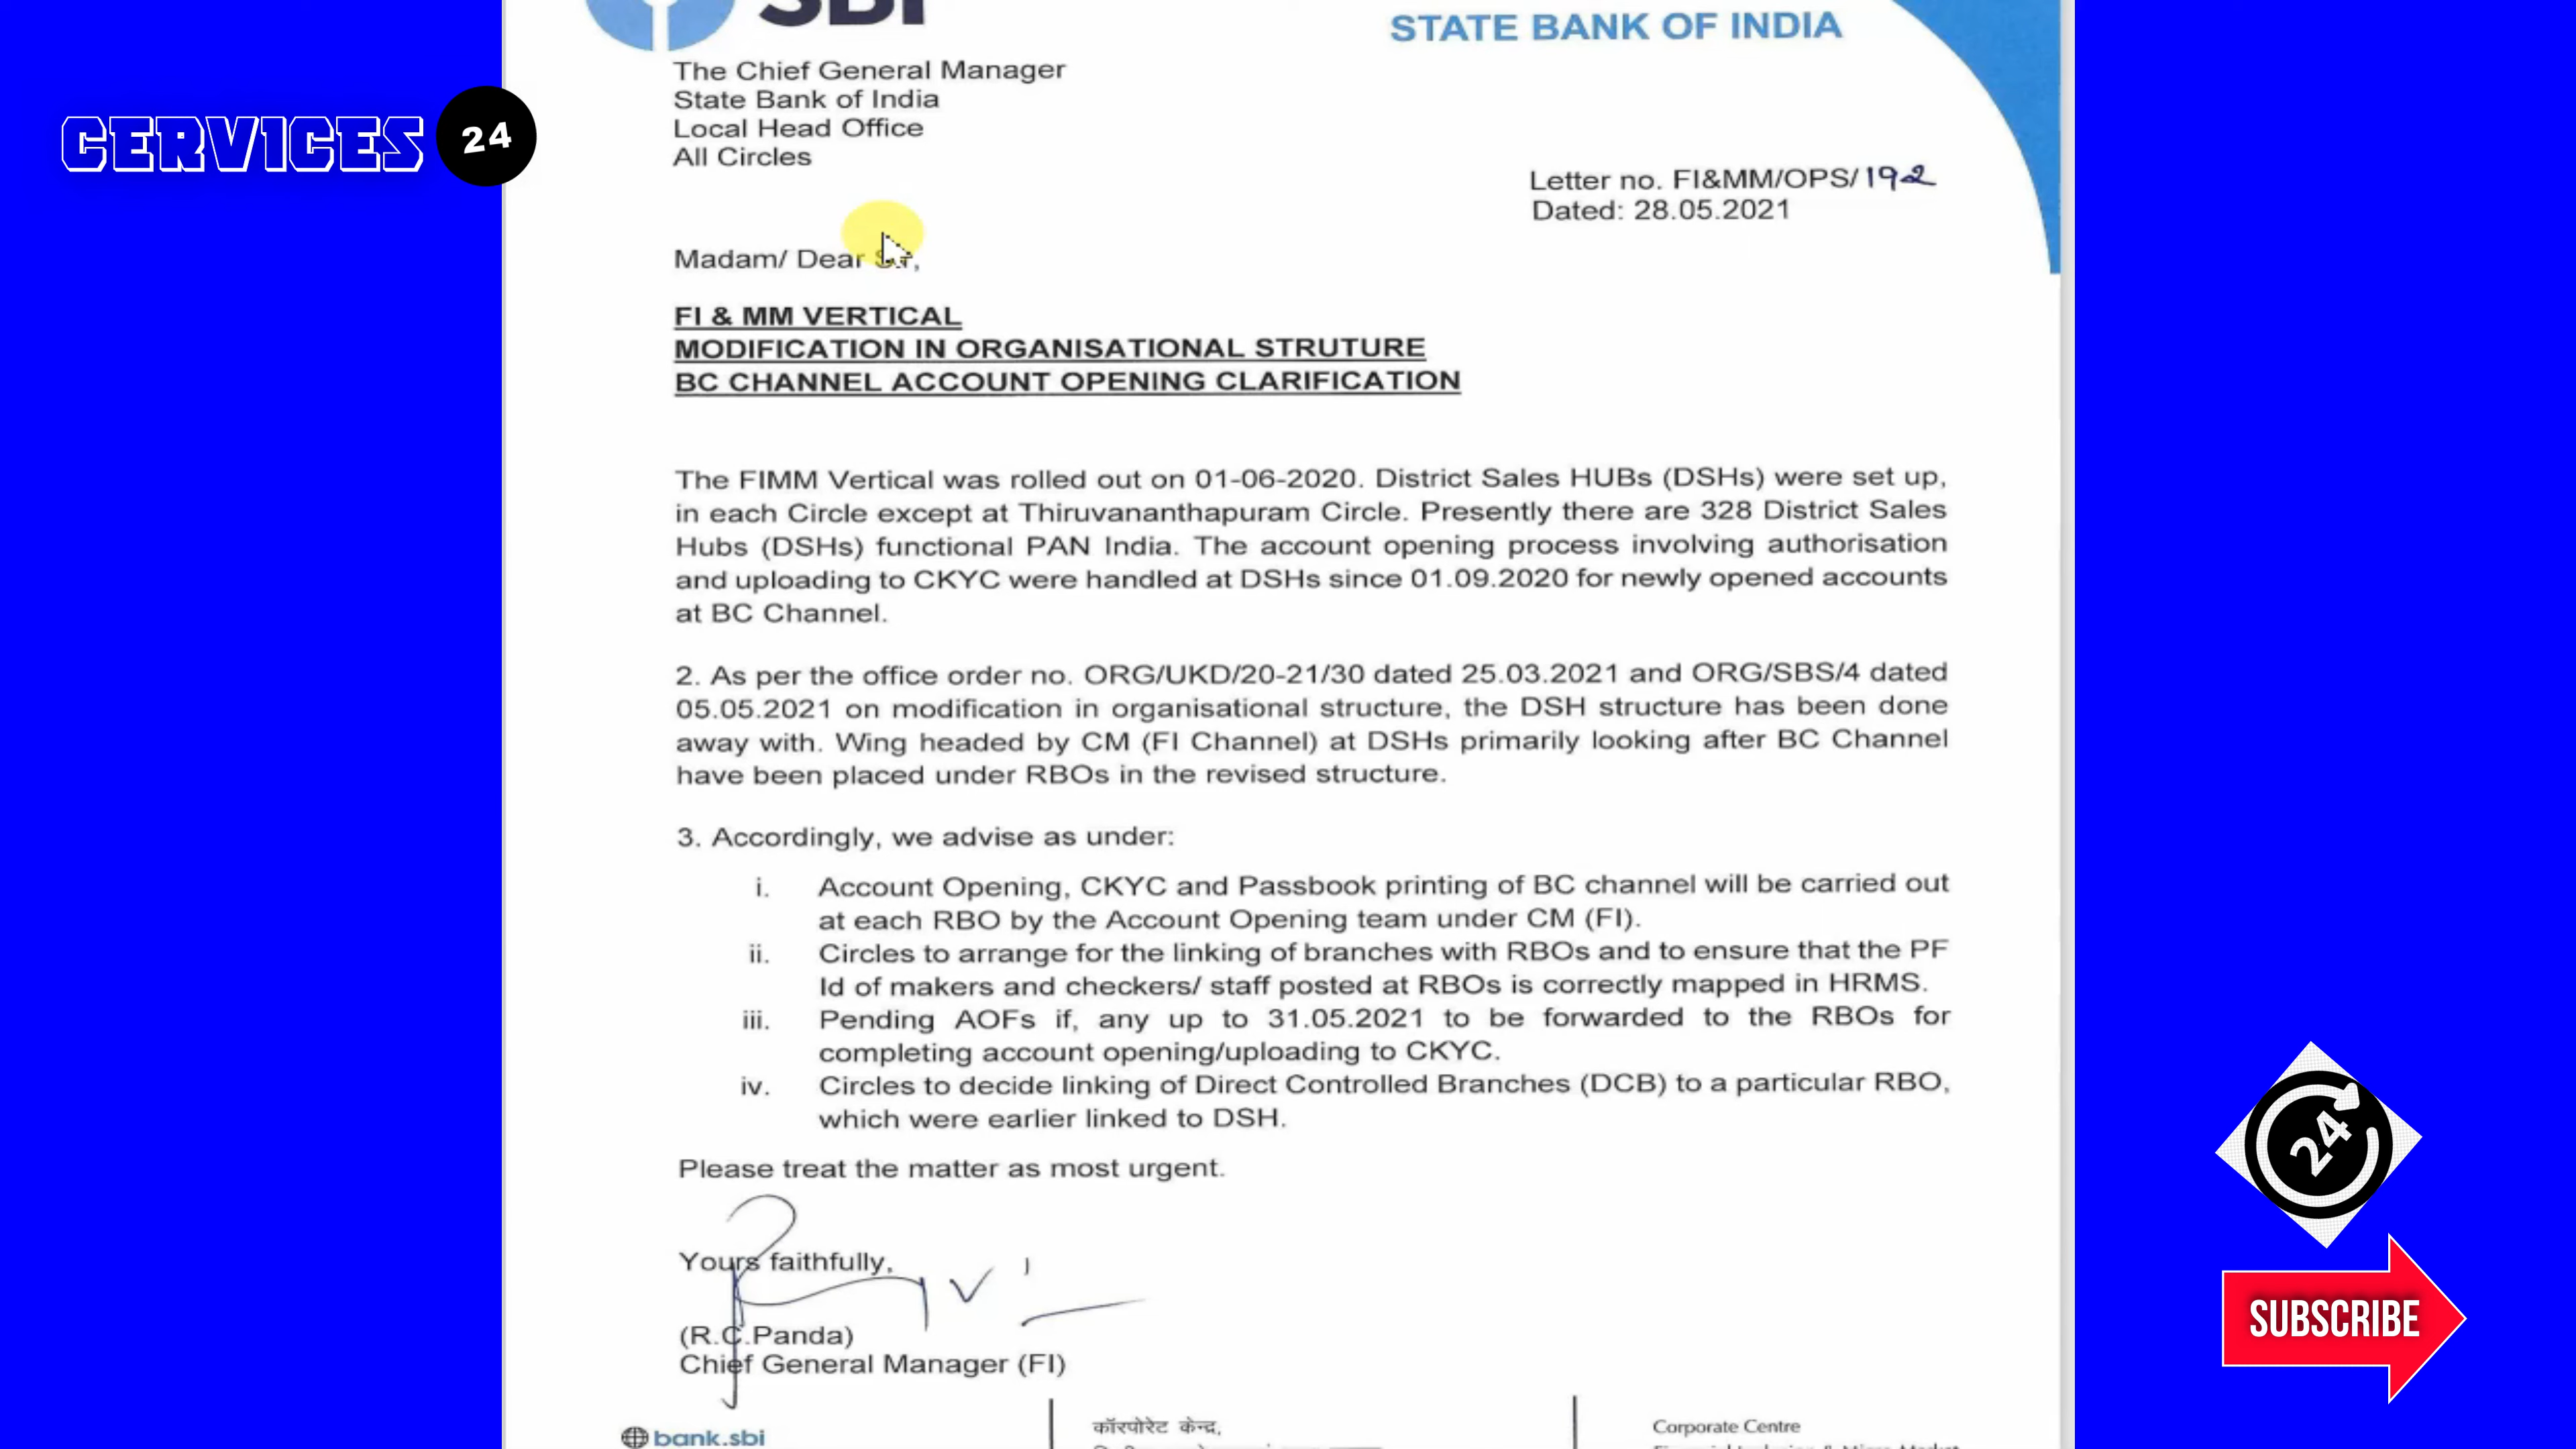 SBI
STATE BANK OF INDIA
CERVICES 24
The Chief General Manager
State Bank of India
Local Head Office
All Circles
Letter no. FI&MM/OPS/192
Dated: 28.05.2021
Madam/ Dear Sir,
FI & MM VERTICAL
MODIFICATION IN ORGANISATIONAL STRUTURE
BC CHANNEL ACCOUNT OPENING CLARIFICATION
The FIMM Vertical was rolled out on 01-06-2020. District Sales HUBs (DSHs) were set up,
in each Circle except at Thiruvananthapuram Circle. Presently there are 328 District Sales
Hubs (DSHs) functional PAN India. The account opening process involving authorisation
and uploading to CKYC were handled at DSHs since 01.09.2020 for newly opened accounts
at BC Channel.
2. As per the office order no. ORG/UKD/20-21/30 dated 25.03.2021 and ORG/SBS/4 dated
05.05.2021 on modification in organisational structure, the DSH structure has been done
away with. Wing headed by CM (FI Channel) at DSHs primarily looking after BC Channel
have been placed under RBOs in the revised structure.
3. Accordingly, we advise as under:
i. Account Opening, CKYC and Passbook printing of BC channel will be carried out
at each RBO by the Account Opening team under CM (FI).
ii. Circles to arrange for the linking of branches with RBOs and to ensure that the PF
Id of makers and checkers/ staff posted at RBOs is correctly mapped in HRMS.
iii. Pending AOFs if, any up to 31.05.2021 to be forwarded to the RBOs for
completing account opening/uploading to CKYC.
iv. Circles to decide linking of Direct Controlled Branches (DCB) to a particular RBO,
which were earlier linked to DSH.
Please treat the matter as most urgent.
Yours faithfully,
(R.C.Panda)
Chief General Manager (FI)
bank.sbi
कॉरपोरेट केन्द्र,
Corporate Centre
24
SUBSCRIBE